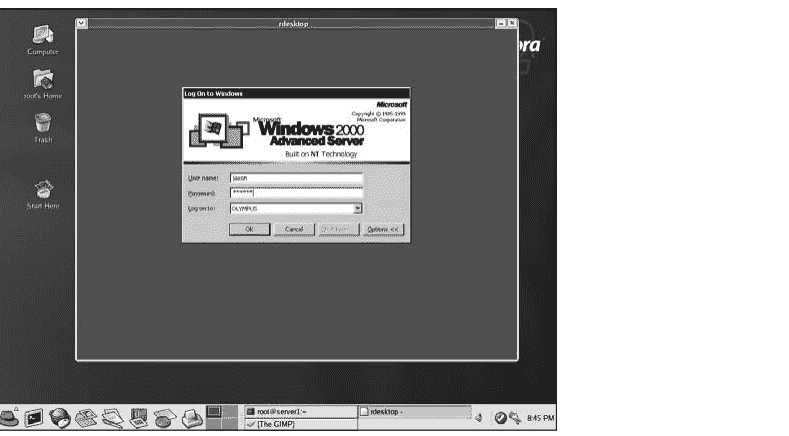 rdesktop
ora
Computer
root's Home
Trash
Start Here
Log On to Windows
Microsoft
Copyright © 1985-1999
Microsoft Corporation
Microsoft
Windows 2000
Advanced Server
Built on NT Technology
User name: jason
Password: ******
Log on to: OLYMPUS
OK Cancel Options <<
root@server1:~ rdesktop -
(The GIMP) 8:45 PM